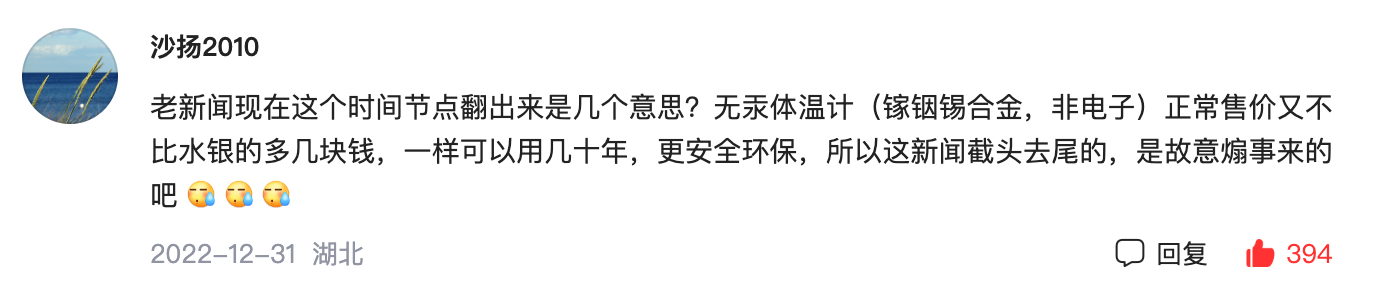 沙扬2010
老新闻现在这个时间节点翻出来是几个意思？无汞体温计（镓铟锡合金，非电子）正常售价又不
比水银的多几块钱，一样可以用几十年，更安全环保，所以这新闻截头去尾的，是故意煽事来的
吧
2022-12-31 湖北 回复 394